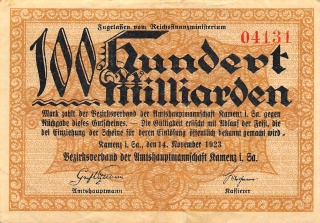 Zugelassen vom Reichsfinanzministerium
04131
100 Hundert
Milliarden
Mark zahlt der Bezirksverband der Amtshauptmannschaft Kamenz i. Sa. gegen
Rückgabe dieses Gutscheines. — Die Gültigkeit erlischt mit Ablauf der Frist, die
bei Einziehung der Scheine für deren Einlösung öffentlich bekannt gemacht wird.
Kamenz i. Sa., den 14. November 1923
Bezirksverband der Amtshauptmannschaft Kamenz i. Sa.
Amtshauptmann
Kassierer